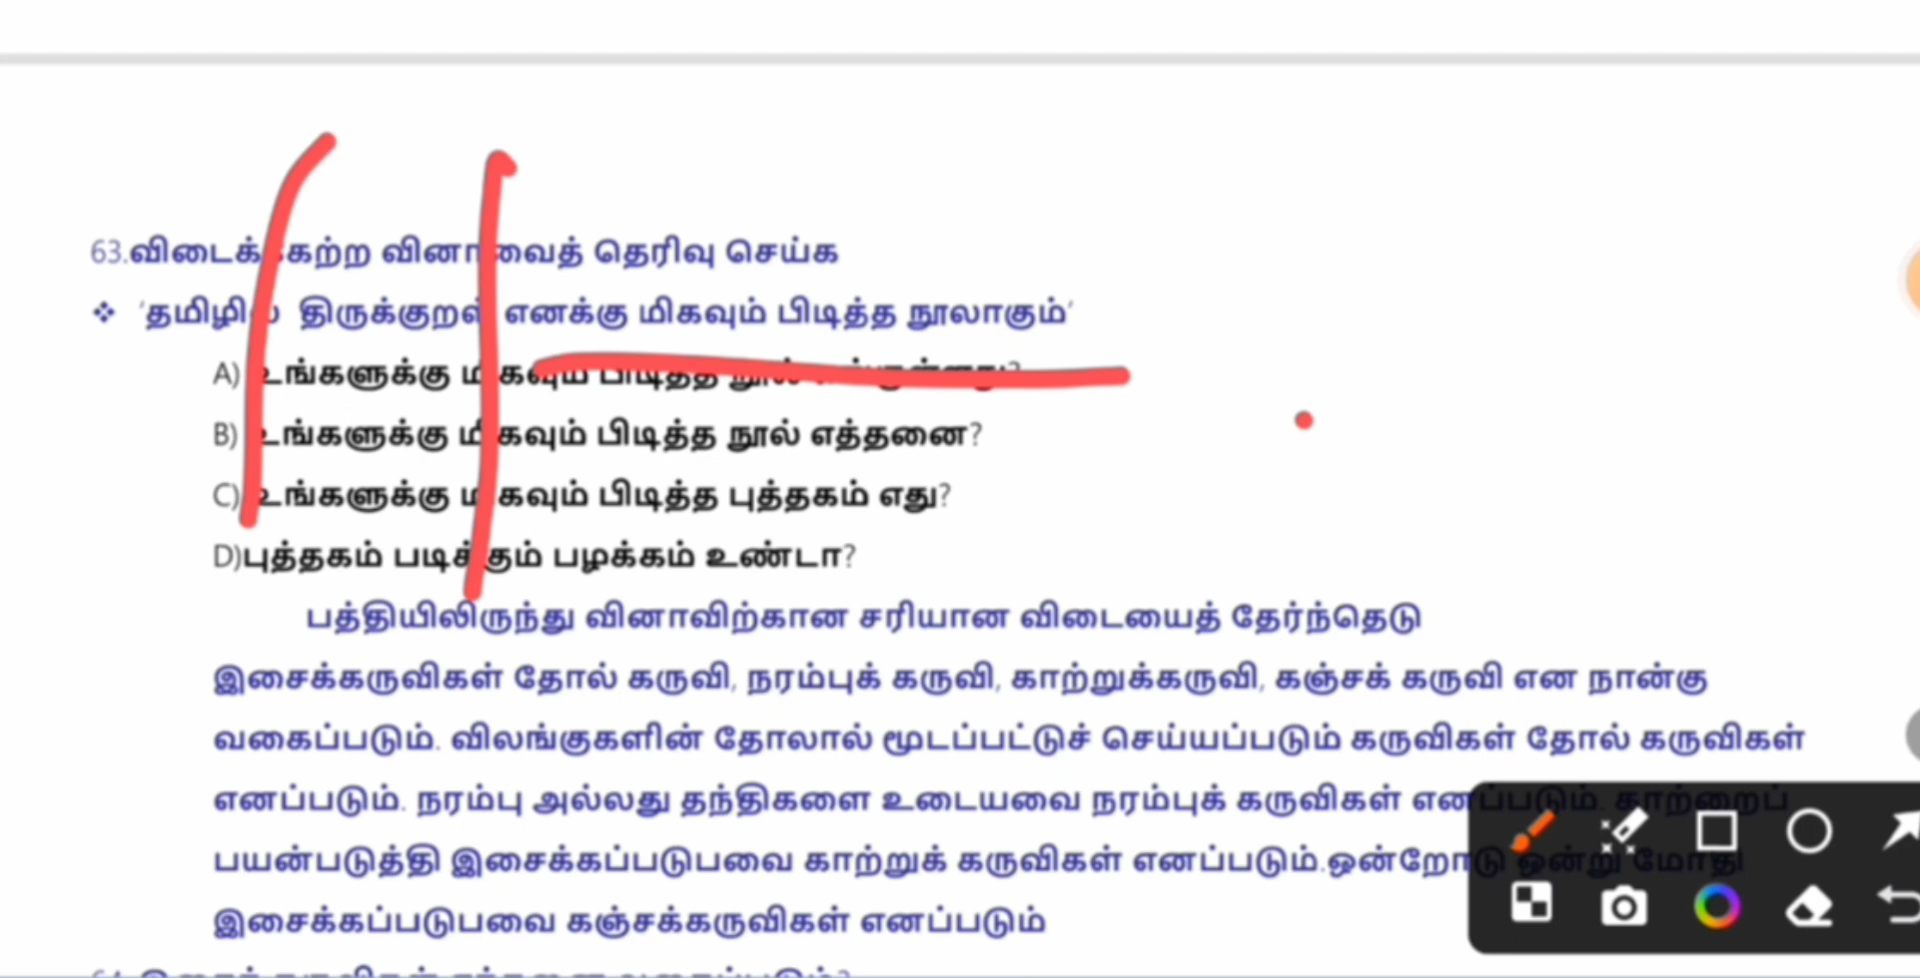 63.விடைக்கேற்ற வினாவைத் தெரிவு செய்க
❖ 'தமிழில் திருக்குறள் எனக்கு மிகவும் பிடித்த நூலாகும்'
A) உங்களுக்கு மிகவும் பிடித்த நூல்
B) உங்களுக்கு மிகவும் பிடித்த நூல் எத்தனை?
C) உங்களுக்கு மிகவும் பிடித்த புத்தகம் எது?
D)புத்தகம் படிக்கும் பழக்கம் உண்டா?
பத்தியிலிருந்து வினாவிற்கான சரியான விடையைத் தேர்ந்தெடு
இசைக்கருவிகள் தோல் கருவி, நரம்புக் கருவி, காற்றுக்கருவி, கஞ்சக் கருவி என நான்கு
வகைப்படும். விலங்குகளின் தோலால் மூடப்பட்டுச் செய்யப்படும் கருவிகள் தோல் கருவிகள்
எனப்படும். நரம்பு அல்லது தந்திகளை உடையவை நரம்புக் கருவிகள் எனப்படும். காற்றைப்
பயன்படுத்தி இசைக்கப்படுபவை காற்றுக் கருவிகள் எனப்படும்.ஒன்றோடு ஒன்று மோதி
இசைக்கப்படுபவை கஞ்சக்கருவிகள் எனப்படும்